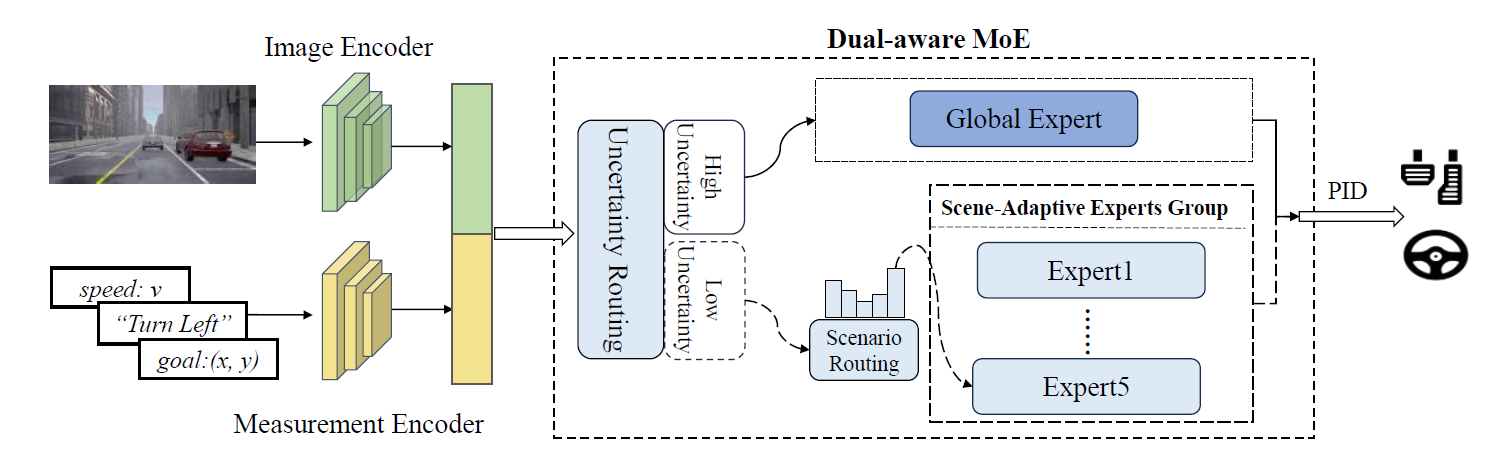 Image Encoder
speed: v
“Turn Left”
goal:(x, y)
Measurement Encoder
Dual-aware MoE
Uncertainty Routing
High
Uncertainty
Low
Uncertainty
Global Expert
Scenario
Routing
Scene-Adaptive Experts Group
Expert1
Expert5
PID